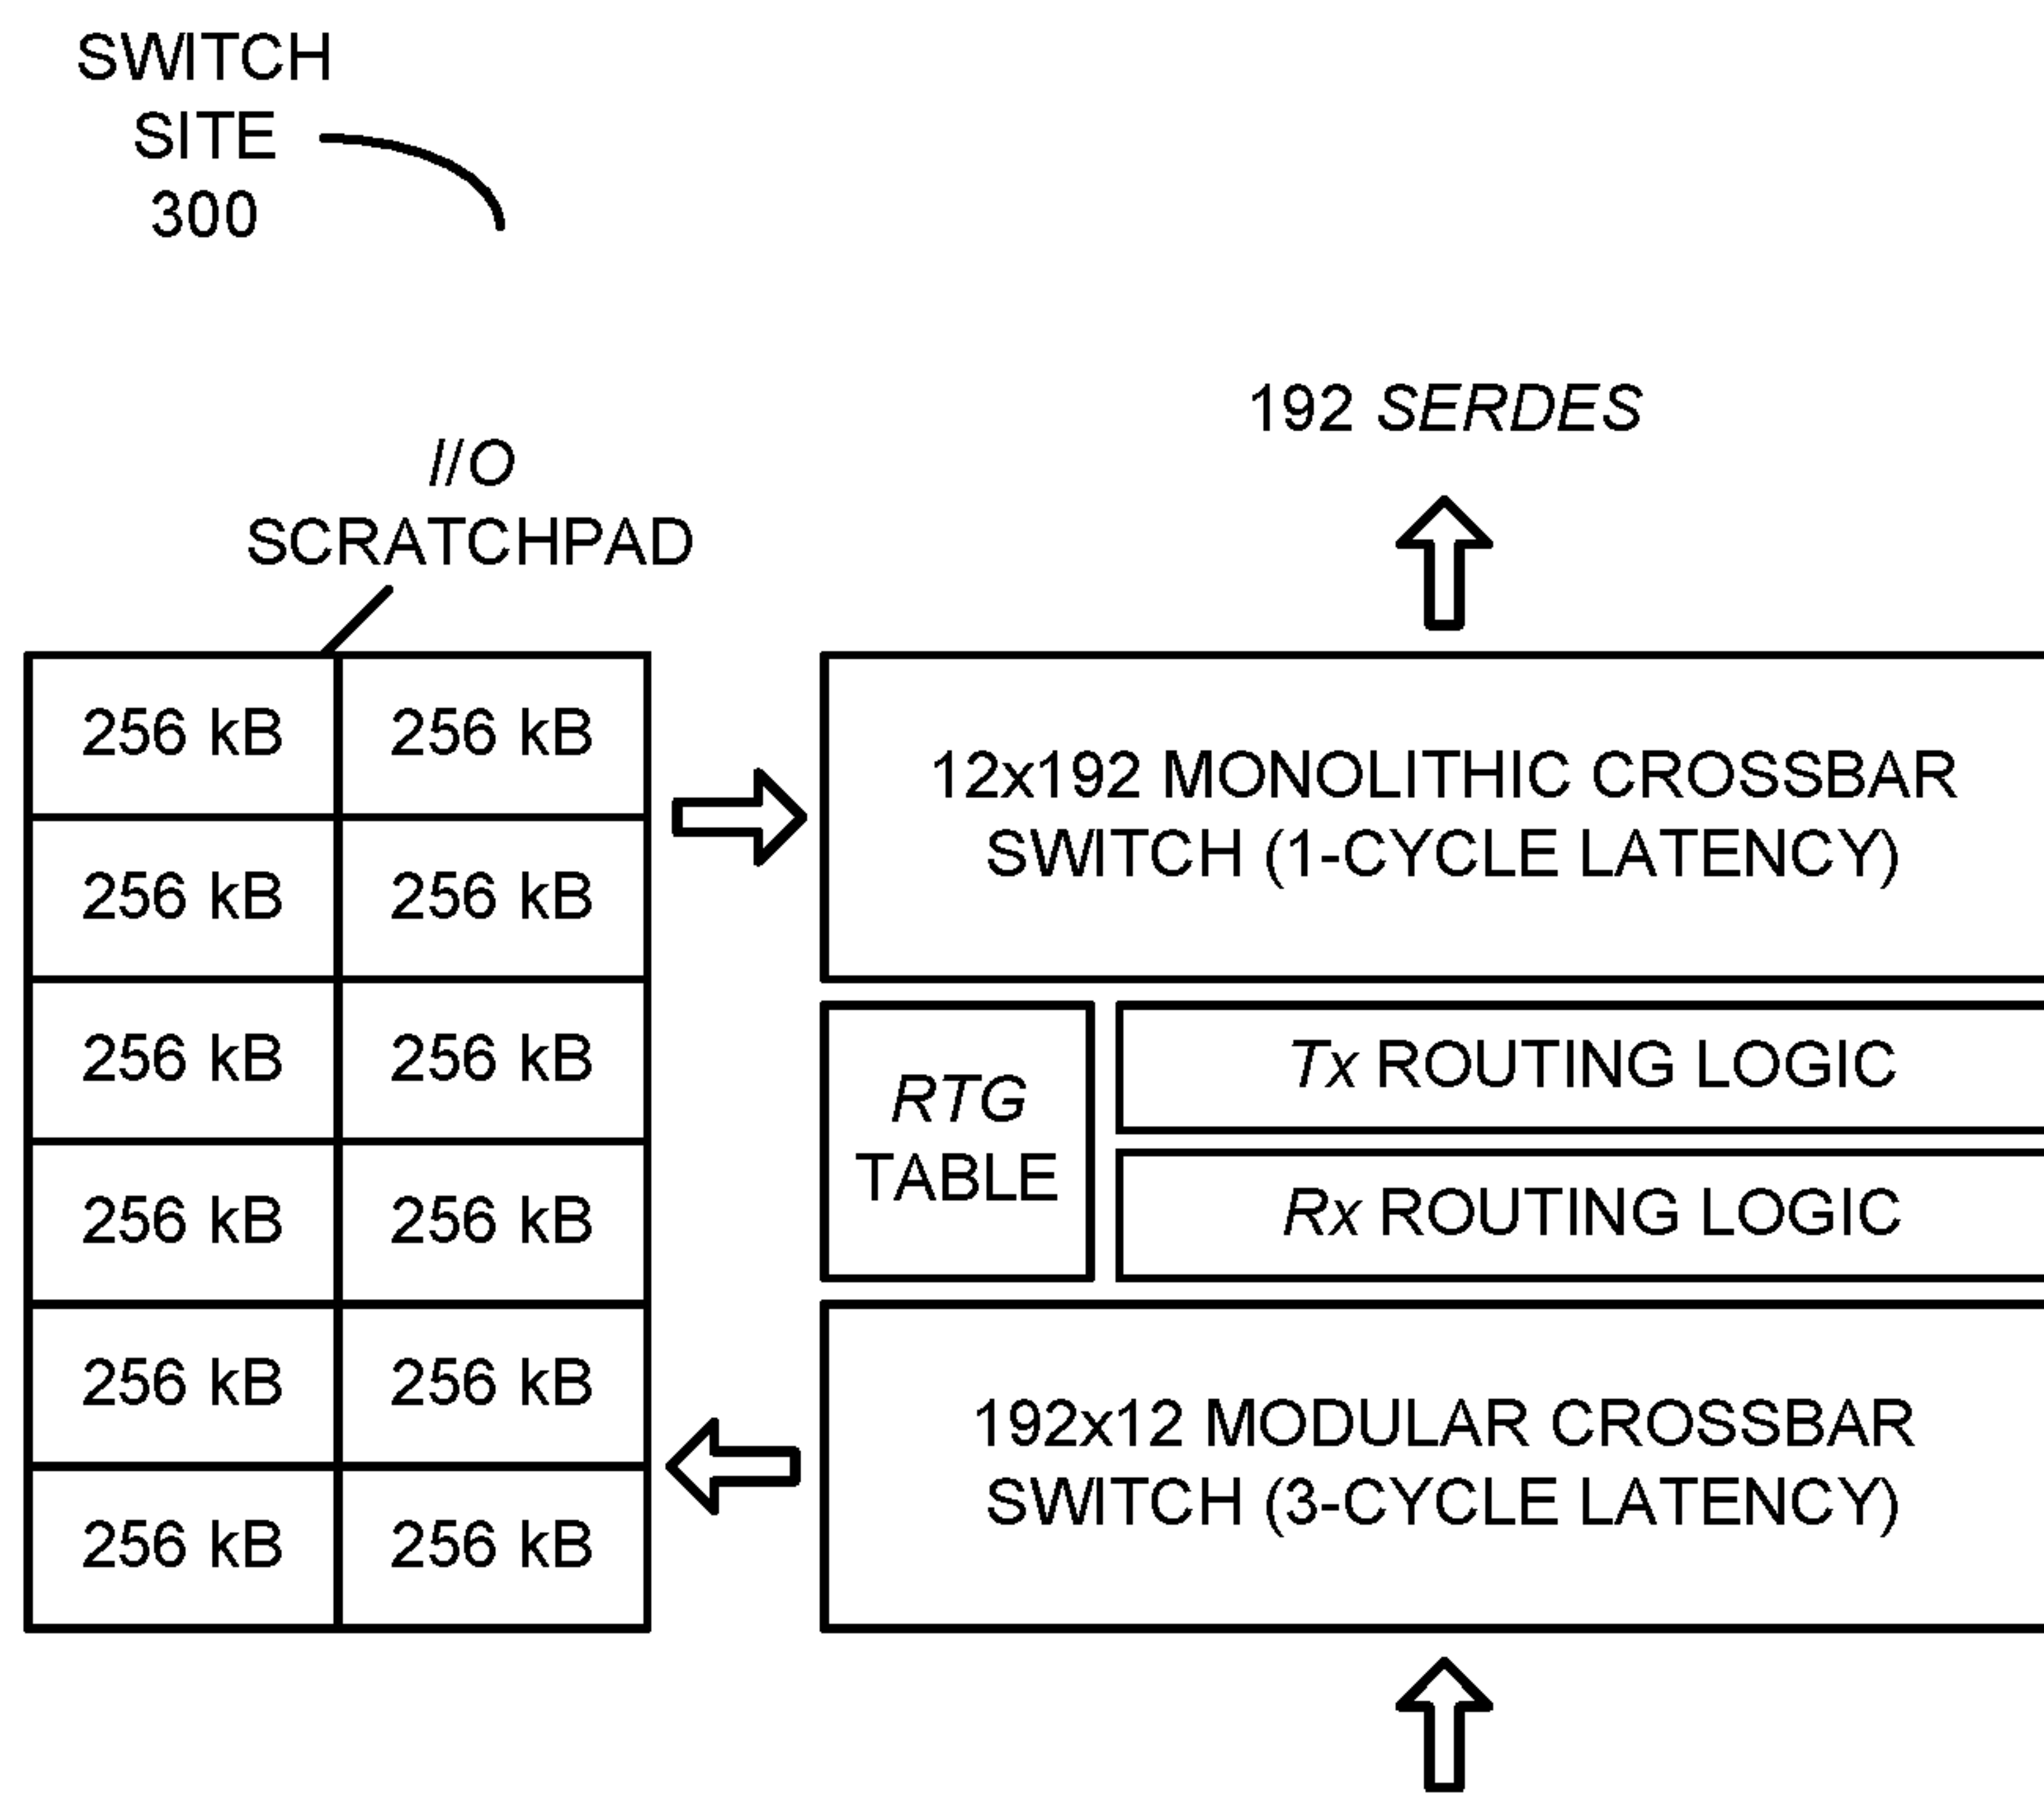 SWITCH
SITE
300
192 SERDES
I/O
SCRATCHPAD
256 kB 256 kB
256 kB 256 kB
256 kB 256 kB
256 kB 256 kB
256 kB 256 kB
256 kB 256 kB
12x192 MONOLITHIC CROSSBAR
SWITCH (1-CYCLE LATENCY)
RTG
TABLE
Tx ROUTING LOGIC
Rx ROUTING LOGIC
192x12 MODULAR CROSSBAR
SWITCH (3-CYCLE LATENCY)